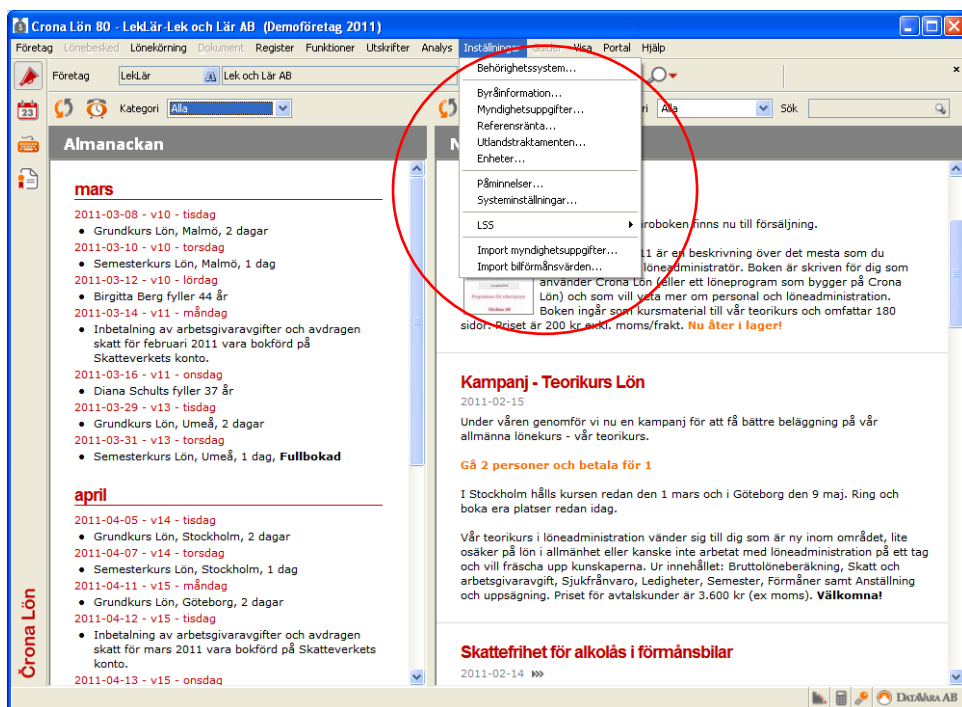 Crona Lön 80 - LekLär-Lek och Lär AB (Demoföretag 2011)
Företag Lönebesked Lönekörning Dokument Register Funktioner Utskrifter Analys Inställningar Guider Visa Portal Hjälp
Företag LekLär Lek och Lär AB
23
Kategori Alla
Alla Sök
Behörighetssystem...
Byråinformation...
Myndighetsuppgifter...
Referensränta...
Utlandstraktamenten...
Enheter...
Påminnelser...
Systeminställningar...
LSS
Import myndighetsuppgifter...
Import bilförmånsvärden...
Almanackan
mars
2011-03-08 - v10 - tisdag
• Grundkurs Lön, Malmö, 2 dagar
2011-03-10 - v10 - torsdag
• Semesterkurs Lön, Malmö, 1 dag
2011-03-12 - v10 - lördag
• Birgitta Berg fyller 44 år
2011-03-14 - v11 - måndag
• Inbetalning av arbetsgivaravgifter och avdragen
skatt för februari 2011 vara bokförd på
Skatteverkets konto.
2011-03-16 - v11 - onsdag
• Diana Schults fyller 37 år
2011-03-29 - v13 - tisdag
• Grundkurs Lön, Umeå, 2 dagar
2011-03-31 - v13 - torsdag
• Semesterkurs Lön, Umeå, 1 dag, Fullbokad
april
2011-04-05 - v14 - tisdag
• Grundkurs Lön, Stockholm, 2 dagar
2011-04-07 - v14 - torsdag
• Semesterkurs Lön, Stockholm, 1 dag
2011-04-11 - v15 - måndag
• Grundkurs Lön, Göteborg, 2 dagar
2011-04-12 - v15 - tisdag
• Inbetalning av arbetsgivaravgifter och avdragen
skatt för mars 2011 vara bokförd på Skatteverkets
konto.
2011-04-13 - v15 - onsdag
N
roboken finns nu till försäljning.
11 är en beskrivning över det mesta som du
löneadministratör. Boken är skriven för dig som
använder Crona Lön (eller ett löneprogram som bygger på Crona
Lön) och som vill veta mer om personal och löneadministration.
Boken ingår som kursmaterial till vår teorikurs och omfattar 180
sidor. Priset är 200 kr exkl. moms/frakt. Nu åter i lager!
Kampanj - Teorikurs Lön
2011-02-15
Under våren genomför vi nu en kampanj för att få bättre beläggning på vår
allmänna lönekurs - vår teorikurs.
Gå 2 personer och betala för 1
I Stockholm hålls kursen redan den 1 mars och i Göteborg den 9 maj. Ring och
boka era platser redan idag.
Vår teorikurs i löneadministration vänder sig till dig som är ny inom området, lite
osäker på lön i allmänhet eller kanske inte arbetat med löneadministration på ett tag
och vill fräscha upp kunskaperna. Ur innehållet: Bruttolöneberäkning, Skatt och
arbetsgivaravgift, Sjukfrånvaro, Ledigheter, Semester, Förmåner samt Anställning
och uppsägning. Priset för avtalskunder är 3.600 kr (ex moms). Välkomna!
Skattefrihet för alkolås i förmånsbilar
2011-02-14
Crona Lön
DATAVARA AB